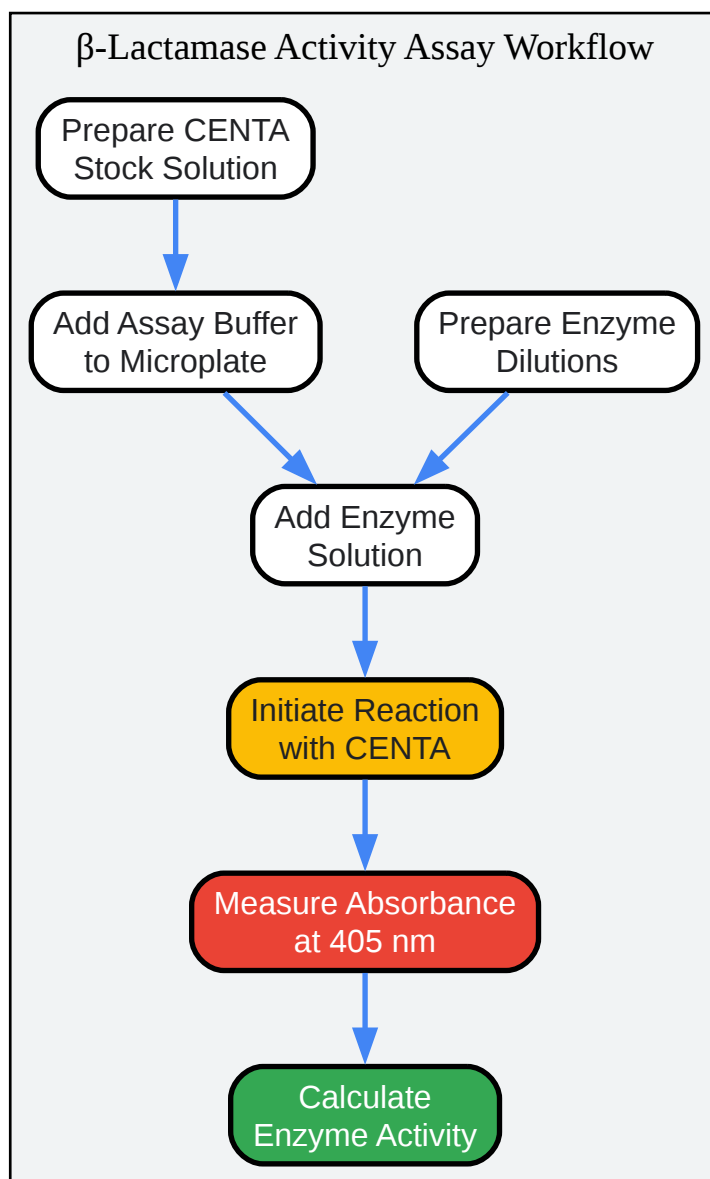 β-Lactamase Activity Assay Workflow
Prepare CENTA
Stock Solution
Add Assay Buffer
to Microplate
Prepare Enzyme
Dilutions
Add Enzyme
Solution
Initiate Reaction
with CENTA
Measure Absorbance
at 405 nm
Calculate
Enzyme Activity